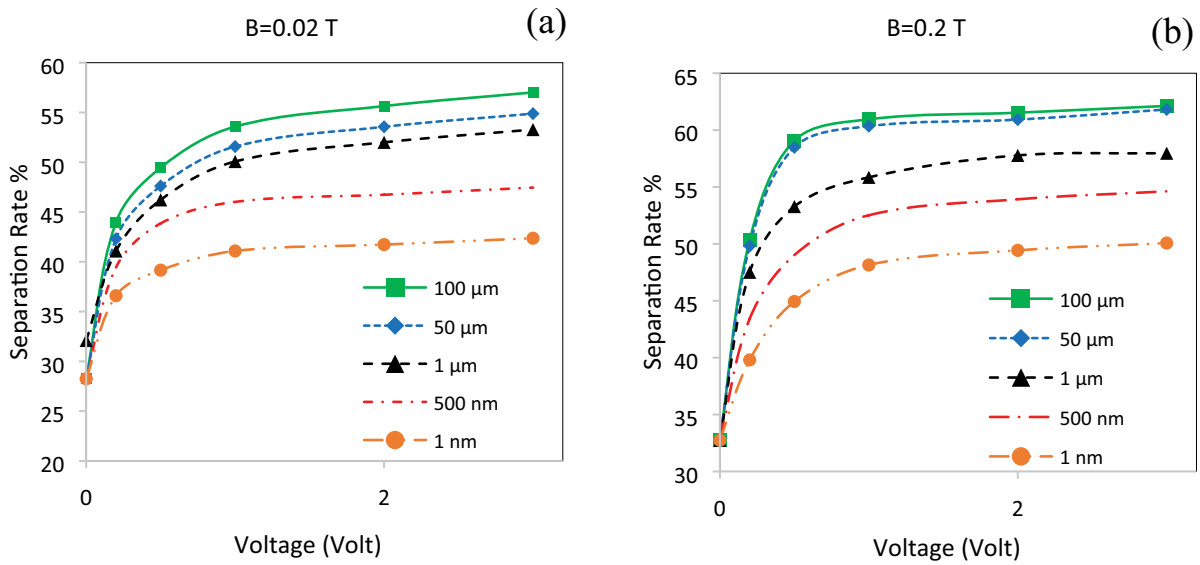 B=0.02 T
(a)
Separation Rate %
60
55
50
45
40
35
30
25
20
0
2
Voltage (Volt)
100 µm
50 µm
1 µm
500 nm
1 nm
B=0.2 T
(b)
Separation Rate %
65
60
55
50
45
40
35
30
0
2
Voltage (Volt)
100 µm
50 µm
1 µm
500 nm
1 nm